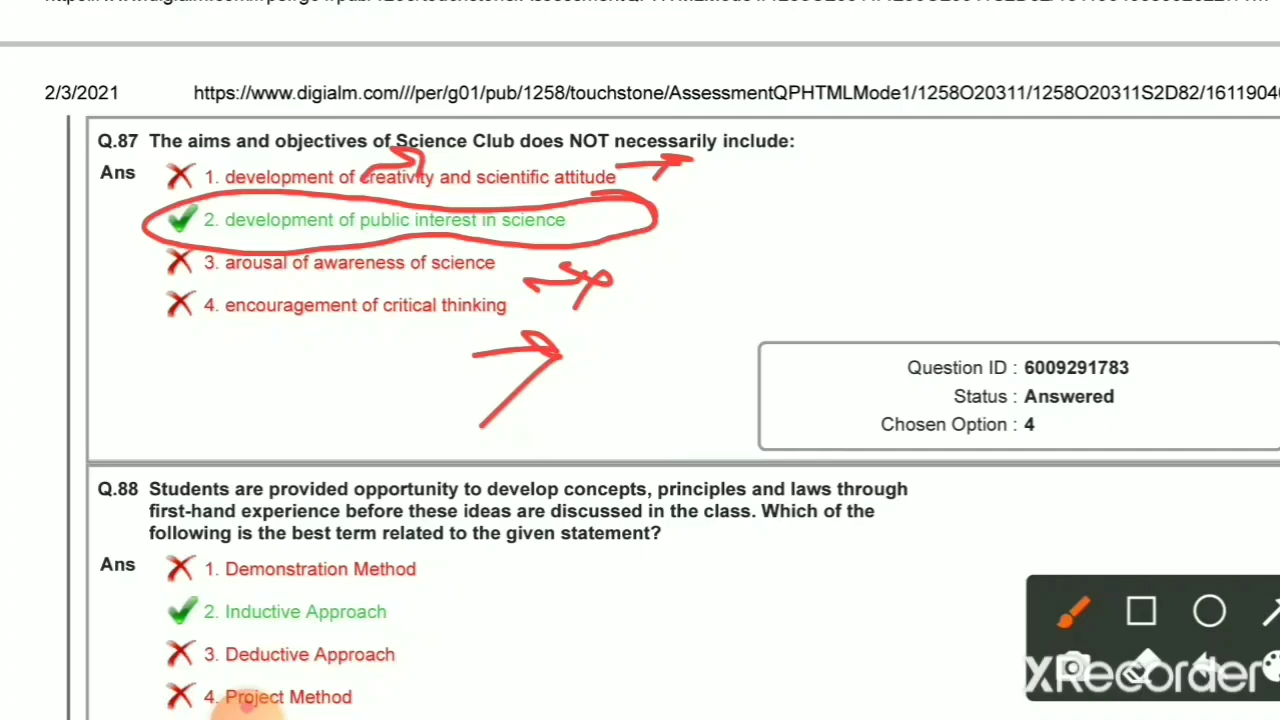 2/3/2021 https://www.digialm.com///per/g01/pub/1258/touchstone/AssessmentQPHTMLMode1/1258O20311/1258O20311S2D82/161190
Q.87 The aims and objectives of Science Club does NOT necessarily include:
Ans 1. development of creativity and scientific attitude
2. development of public interest in science
3. arousal of awareness of science
4. encouragement of critical thinking
Question ID : 6009291783
Status : Answered
Chosen Option : 4
Q.88 Students are provided opportunity to develop concepts, principles and laws through
first-hand experience before these ideas are discussed in the class. Which of the
following is the best term related to the given statement?
Ans 1. Demonstration Method
2. Inductive Approach
3. Deductive Approach
4. Project Method
XRecorder